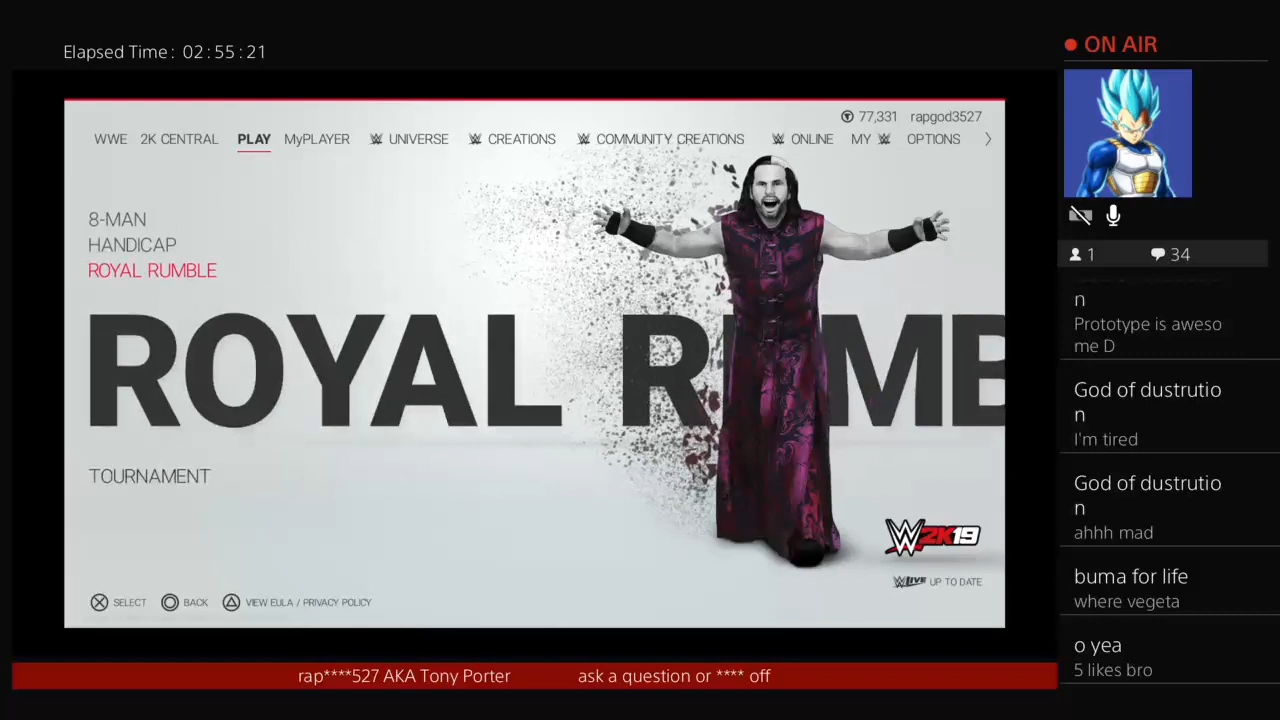 Elapsed Time: 02:55:21
ON AIR
77,331 rapgod3527
WWE 2K CENTRAL PLAY MyPLAYER UNIVERSE CREATIONS COMMUNITY CREATIONS ONLINE MY OPTIONS
8-MAN
HANDICAP
ROYAL RUMBLE
ROYAL RUMB
TOURNAMENT
W 2K19
LIVE UP TO DATE
SELECT BACK VIEW EULA / PRIVACY POLICY
1 34
n
Prototype is aweso
me D
God of dustrutio
n
I'm tired
God of dustrutio
n
ahhh mad
buma for life
where vegeta
o yea
5 likes bro
rap****527 AKA Tony Porter ask a question or **** off